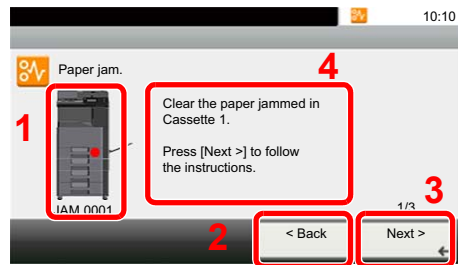 10:10
Paper jam.
4
1
Clear the paper jammed in
Cassette 1.
Press [Next >] to follow
the instructions.
JAM 0001
1/3
3
2
< Back
Next >